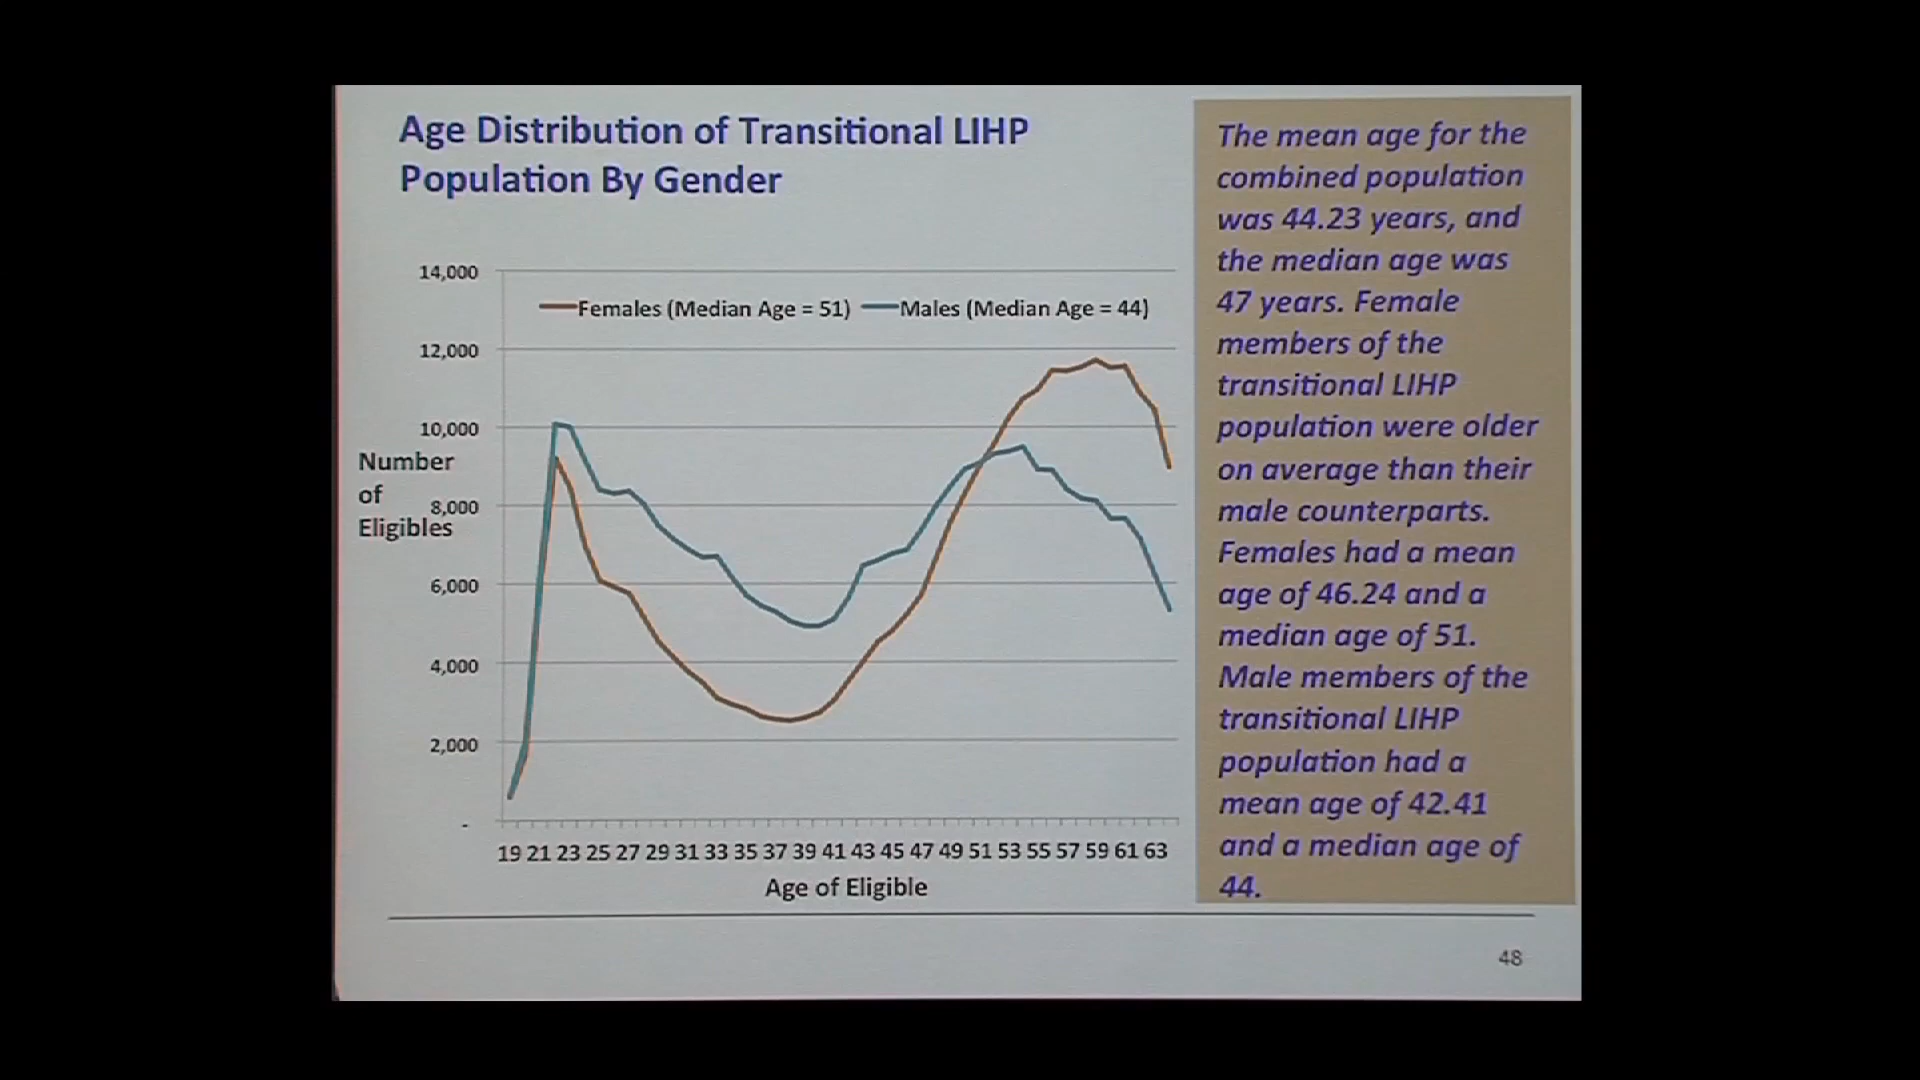 Age Distribution of Transitional LIHP
Population By Gender
14,000
Females (Median Age = 51) Males (Median Age = 44)
12,000
10,000
Number
of
Eligibles
8,000
6,000
4,000
2,000
-
19 21 23 25 27 29 31 33 35 37 39 41 43 45 47 49 51 53 55 57 59 61 63
Age of Eligible
The mean age for the
combined population
was 44.23 years, and
the median age was
47 years. Female
members of the
transitional LIHP
population were older
on average than their
male counterparts.
Females had a mean
age of 46.24 and a
median age of 51.
Male members of the
transitional LIHP
population had a
mean age of 42.41
and a median age of
44.
48